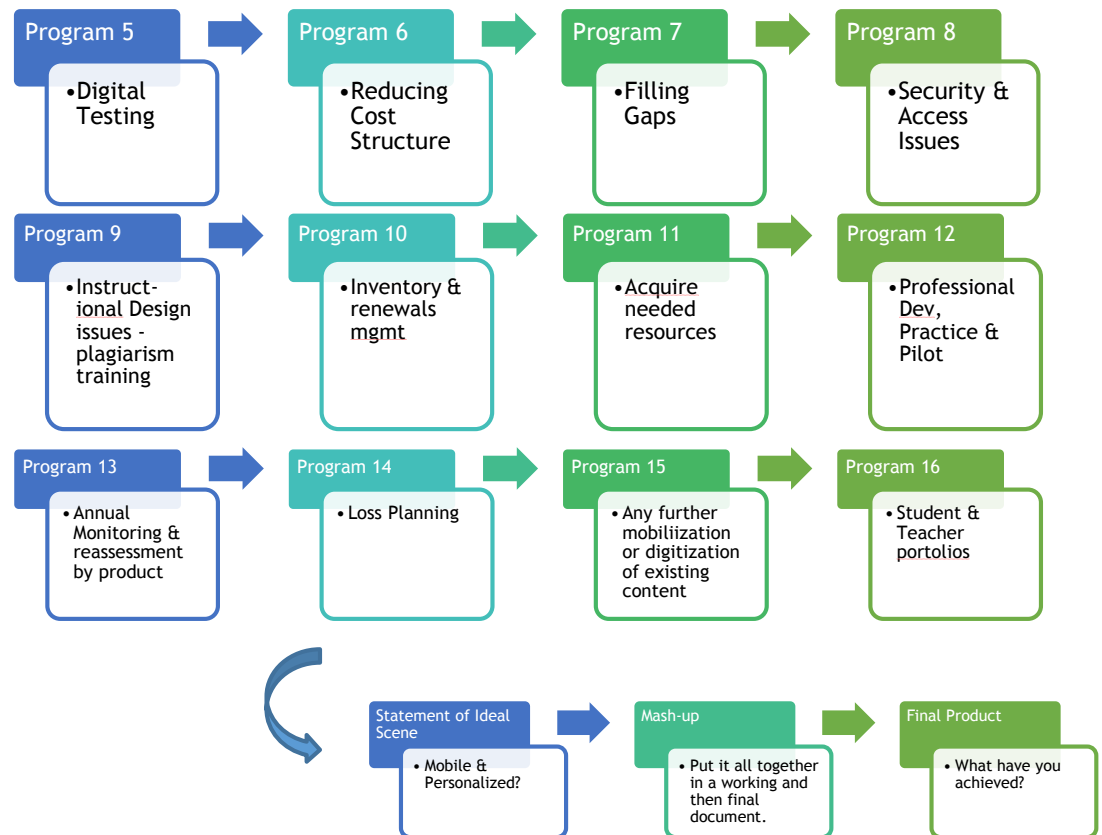 Program 5
•Digital
Testing
Program 6
•Reducing
Cost
Structure
Program 7
•Filling
Gaps
Program 8
•Security &
Access
Issues
Program 9
•Instruct-
ional Design
issues -
plagiarism
training
Program 10
•Inventory &
renewals
mgmt
Program 11
•Acquire
needed
resources
Program 12
•Professional
Dev,
Practice &
Pilot
Program 13
• Annual
Monitoring &
reassessment
by product
Program 14
• Loss Planning
Program 15
• Any further
mobiliization
or digitization
of existing
content
Program 16
• Student &
Teacher
portolios
Statement of Ideal
Scene
• Mobile &
Personalized?
Mash-up
• Put it all together
in a working and
then final
document.
Final Product
• What have you
achieved?